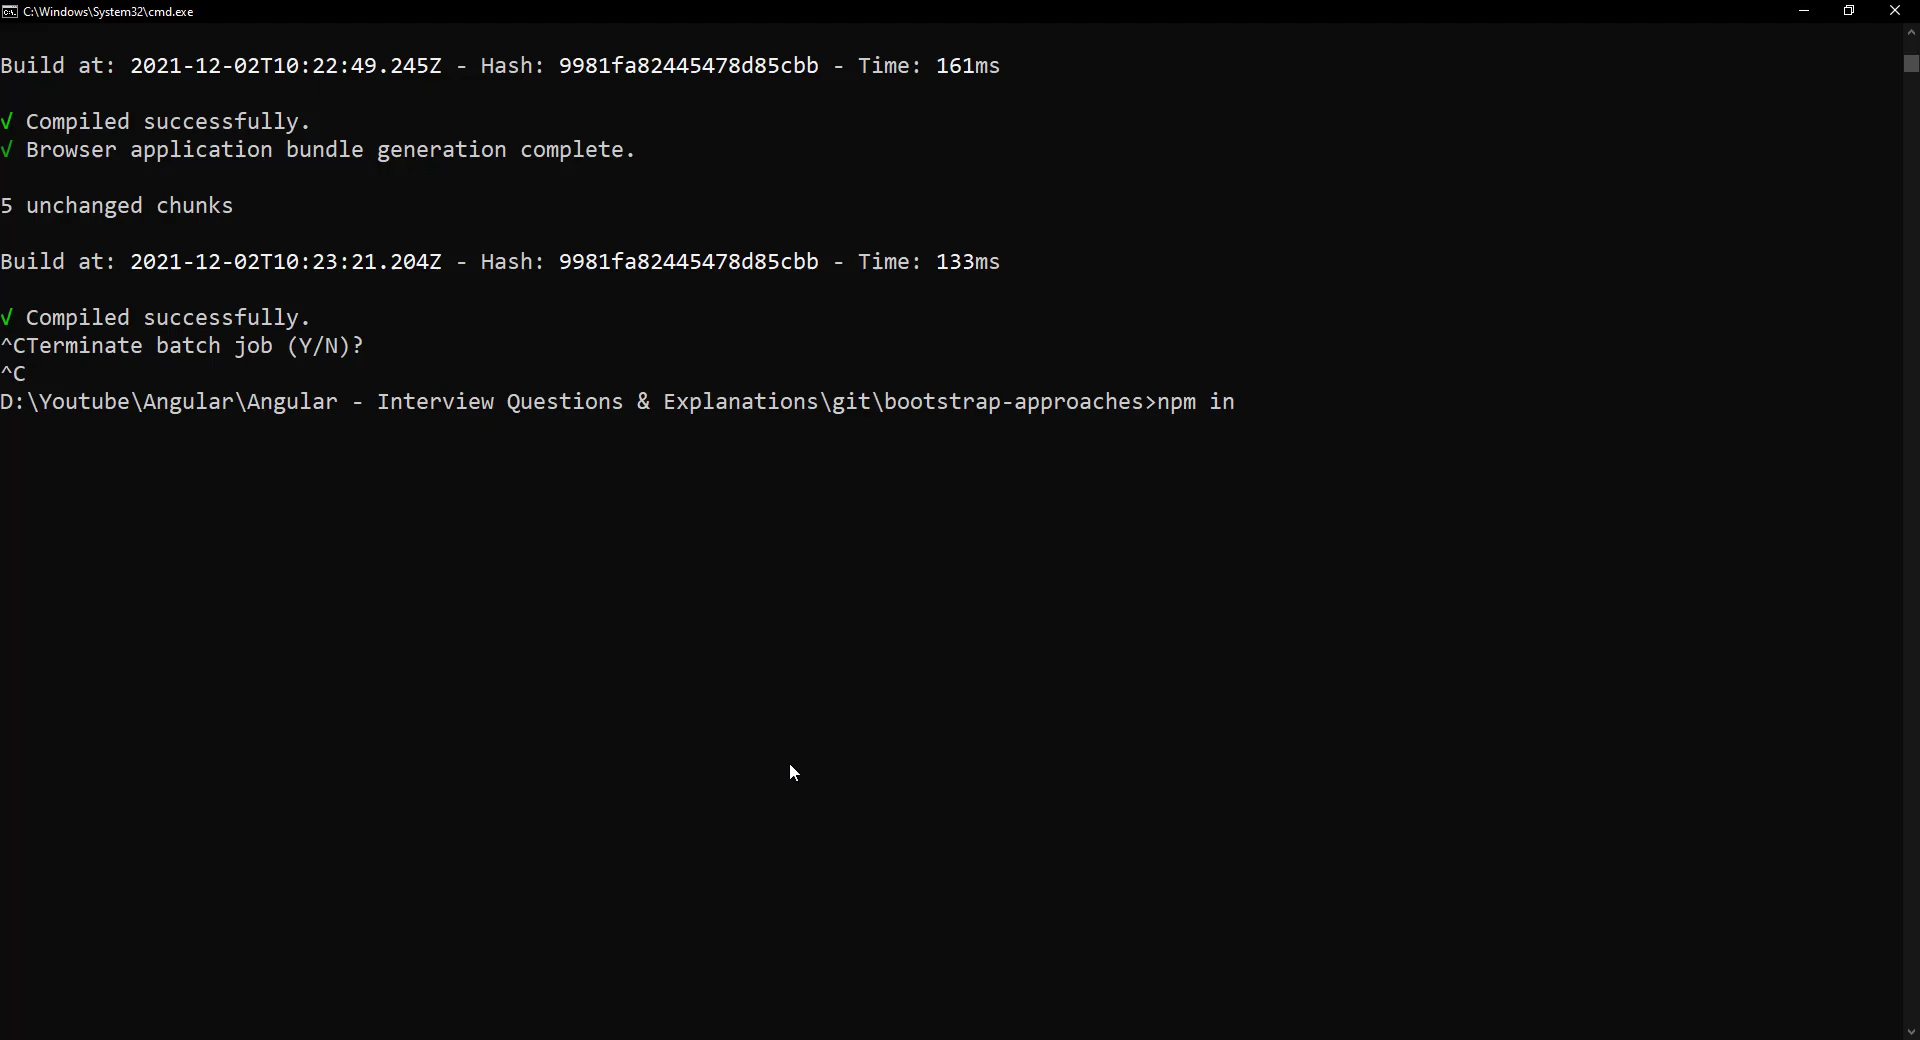 C:\Windows\System32\cmd.exe
Build at: 2021-12-02T10:22:49.245Z - Hash: 9981fa82445478d85cbb - Time: 161ms
√ Compiled successfully.
√ Browser application bundle generation complete.
5 unchanged chunks
Build at: 2021-12-02T10:23:21.204Z - Hash: 9981fa82445478d85cbb - Time: 133ms
√ Compiled successfully.
^CTerminate batch job (Y/N)?
^C
D:\Youtube\Angular\Angular - Interview Questions & Explanations\git\bootstrap-approaches>npm in